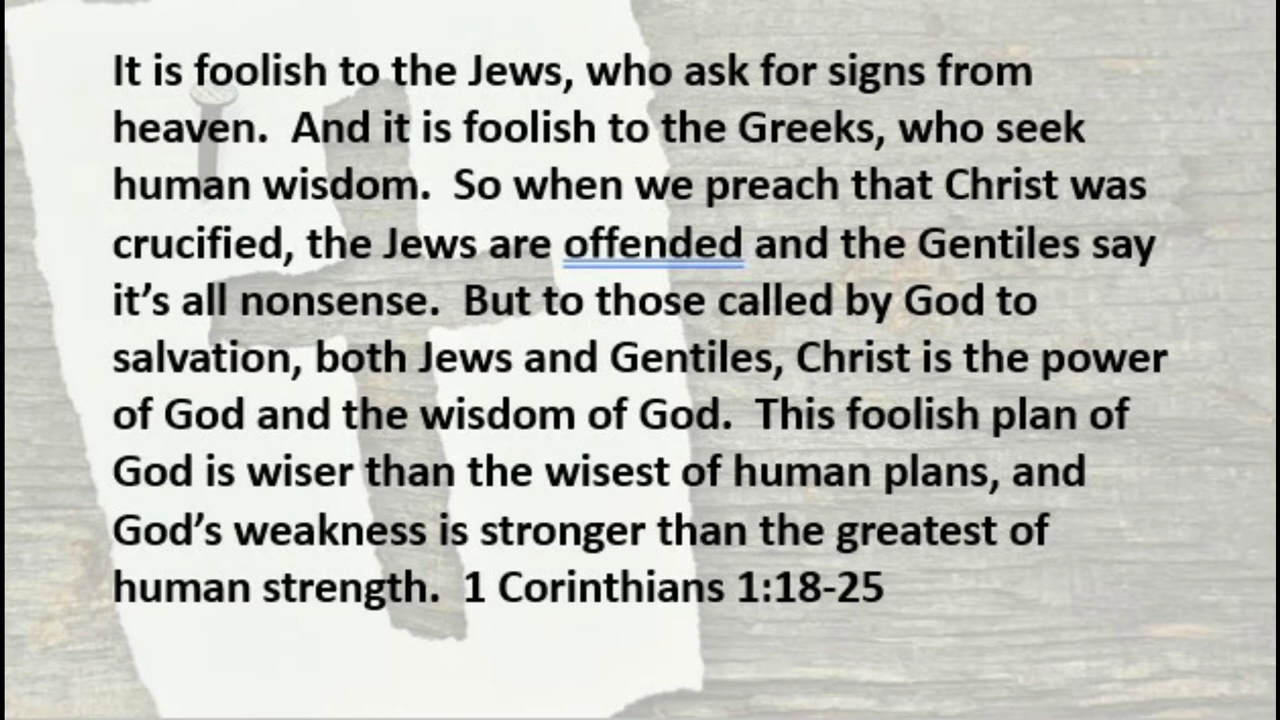 It is foolish to the Jews, who ask for signs from
heaven.  And it is foolish to the Greeks, who seek
human wisdom.  So when we preach that Christ was
crucified, the Jews are offended and the Gentiles say
it’s all nonsense.  But to those called by God to
salvation, both Jews and Gentiles, Christ is the power
of God and the wisdom of God.  This foolish plan of
God is wiser than the wisest of human plans, and
God’s weakness is stronger than the greatest of
human strength.  1 Corinthians 1:18-25